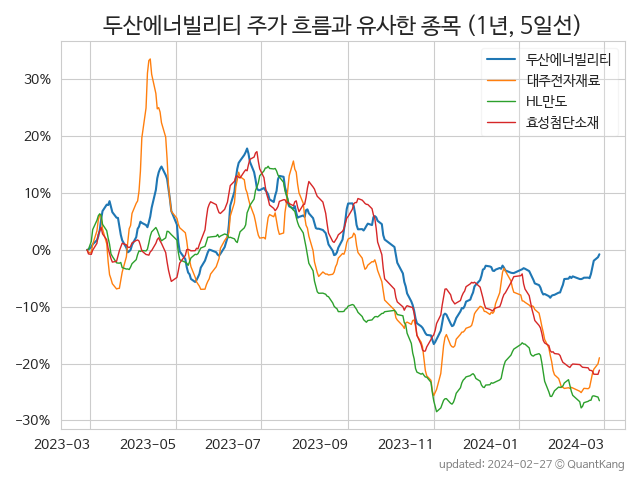 두산에너빌리티 주가 흐름과 유사한 종목 (1년, 5일선)
두산에너빌리티
대주전자재료
HL만도
효성첨단소재
30%
20%
10%
0%
−10%
−20%
−30%
2023-03 2023-05 2023-07 2023-09 2023-11 2024-01 2024-03
updated: 2024-02-27 © QuantKang